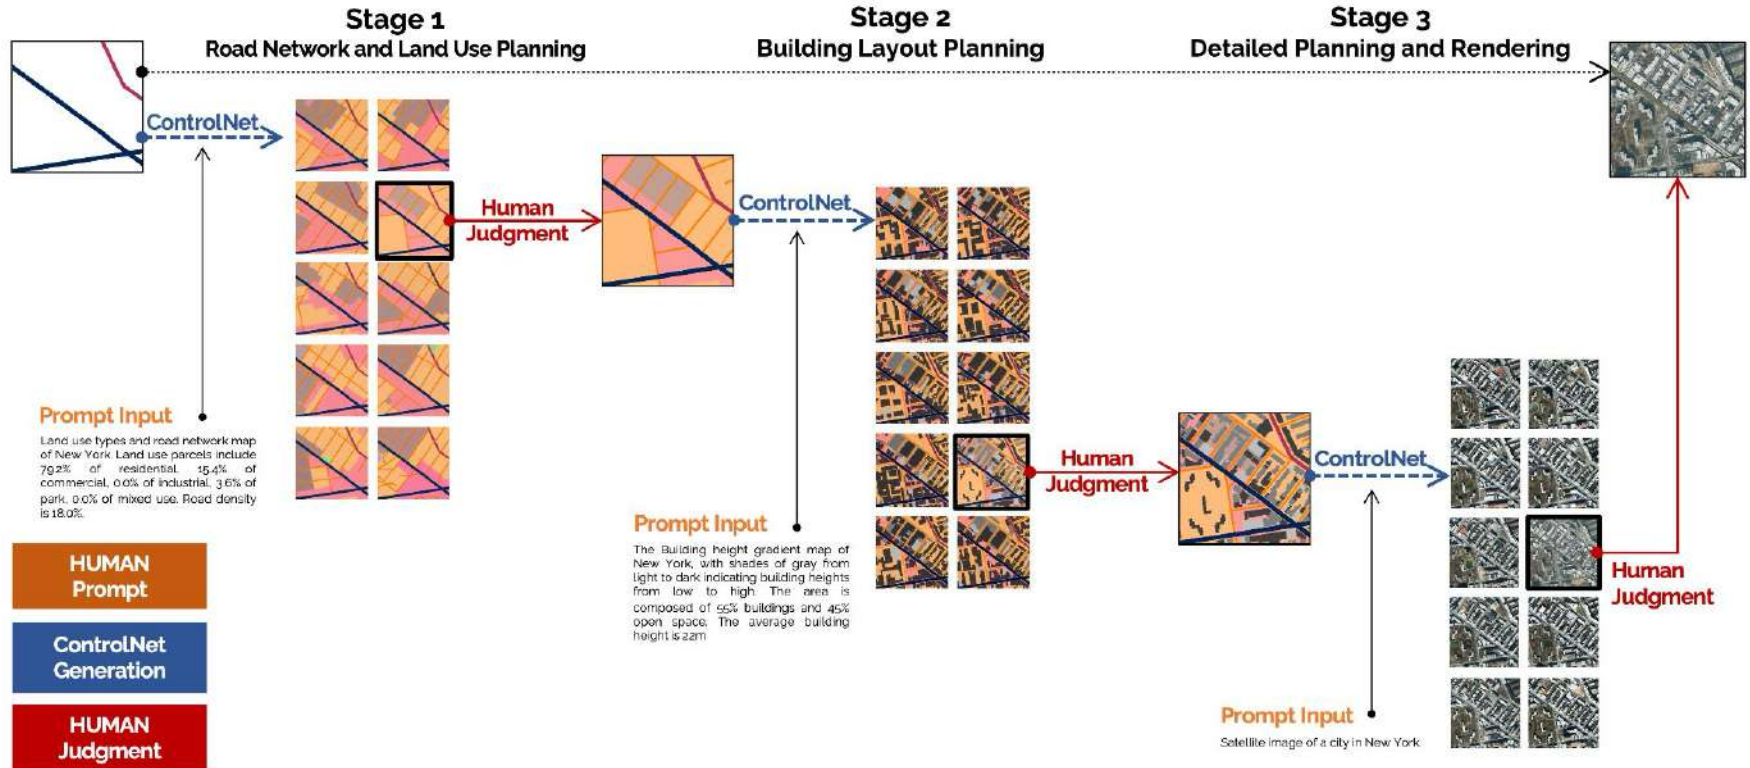 Stage 1
Road Network and Land Use Planning
Stage 2
Building Layout Planning
Stage 3
Detailed Planning and Rendering
ControlNet
Human
Judgment
ControlNet
Human
Judgment
ControlNet
Human
Judgment
Prompt Input
Land use types and road network map
of New York. Land use parcels include
79.2% of residential, 15.4% of
commercial, 0.0% of industrial, 3.6% of
park, 0.0% of mixed use. Road density
is 18.0%.
Prompt Input
The Building height gradient map of
New York, with shades of gray from
light to dark indicating building heights
from low to high. The area is
composed of 55% buildings and 45%
open space. The average building
height is 22m
Prompt Input
Satellite image of a city in New York
HUMAN
Prompt
ControlNet
Generation
HUMAN
Judgment